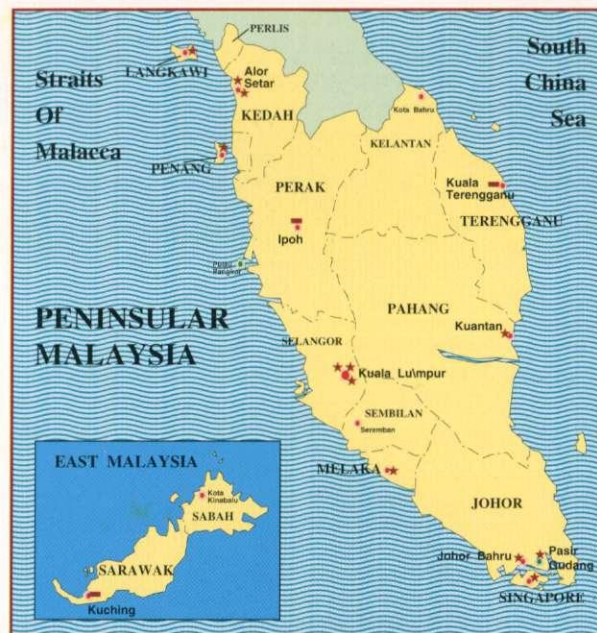 PERLIS
LANGKAWI
South
China
Sea
Straits
Of
Malacca
Alor
Setar
KEDAH
Kota Bahru
KELANTAN
PENANG
PERAK
Kuala
Terengganu
TERENGGANU
Ipoh
Pulau
Pangkor
PAHANG
PENINSULAR
MALAYSIA
Kuantan
SELANGOR
Kuala Lu\mpur
SEMBILAN
Seremban
MELAKA
EAST MALAYSIA
Kota
Kinabalu
SABAH
SARAWAK
Kuching
JOHOR
Johor Bahru
Pasir
Gudang
SINGAPORE